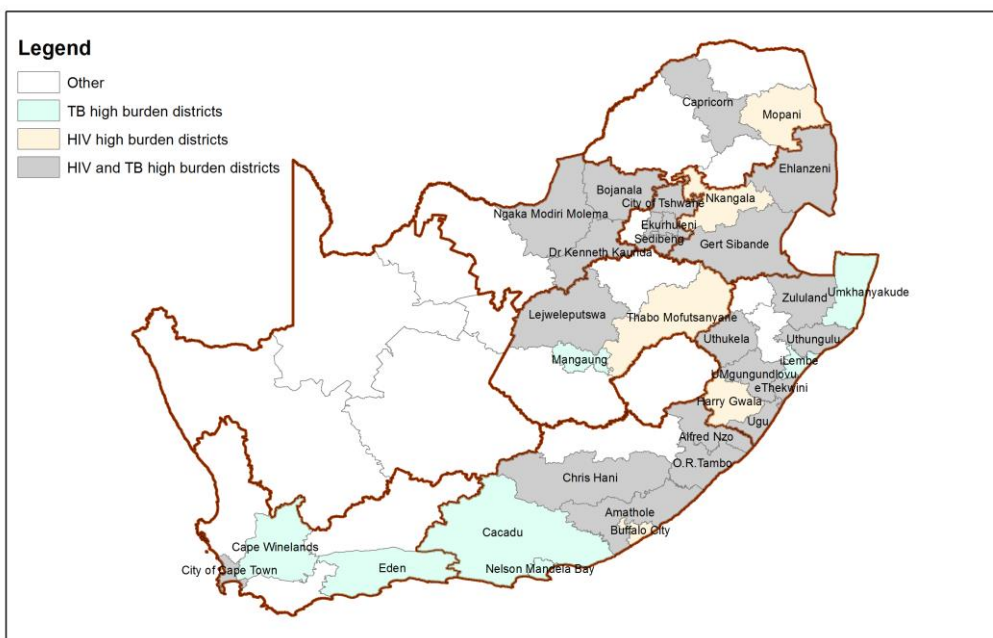 Legend
Other
TB high burden districts
HIV high burden districts
HIV and TB high burden districts
Capricorn
Mopani
Ehlanzeni
Bojanala
City of Tshwane
Nkangala
Ngaka Modiri Molema
Ekurhuleni
Sedibeng
Gert Sibande
Dr Kenneth Kaunda
Zululand
Umkhanyakude
Lejweleputswa
Thabo Mofutsanyane
Uthukela
Uthungulu
Mangaung
iLembe
UMgungundlovu
eThekwini
Harry Gwala
Ugu
Alfred Nzo
O.R.Tambo
Chris Hani
Amathole
Buffalo City
Cacadu
Cape Winelands
City of Cape Town
Eden
Nelson Mandela Bay